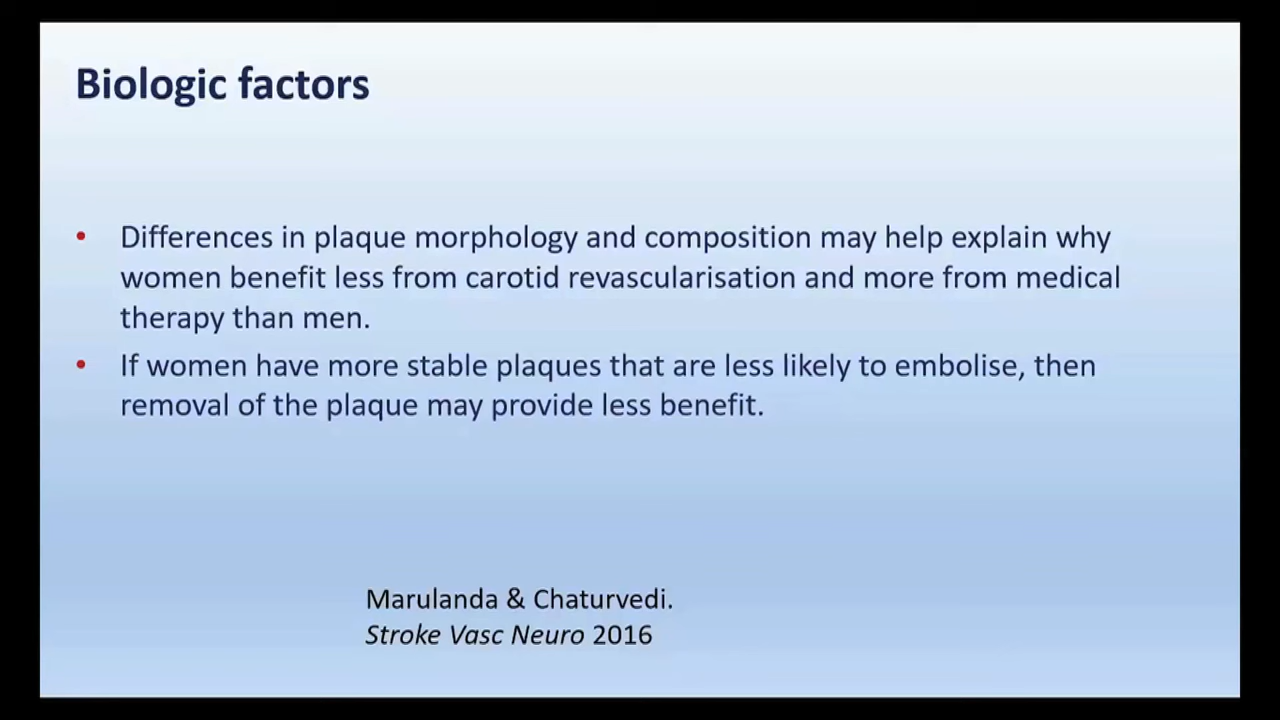 Biologic factors
• Differences in plaque morphology and composition may help explain why
women benefit less from carotid revascularisation and more from medical
therapy than men.
• If women have more stable plaques that are less likely to embolise, then
removal of the plaque may provide less benefit.
Marulanda & Chaturvedi.
Stroke Vasc Neuro 2016